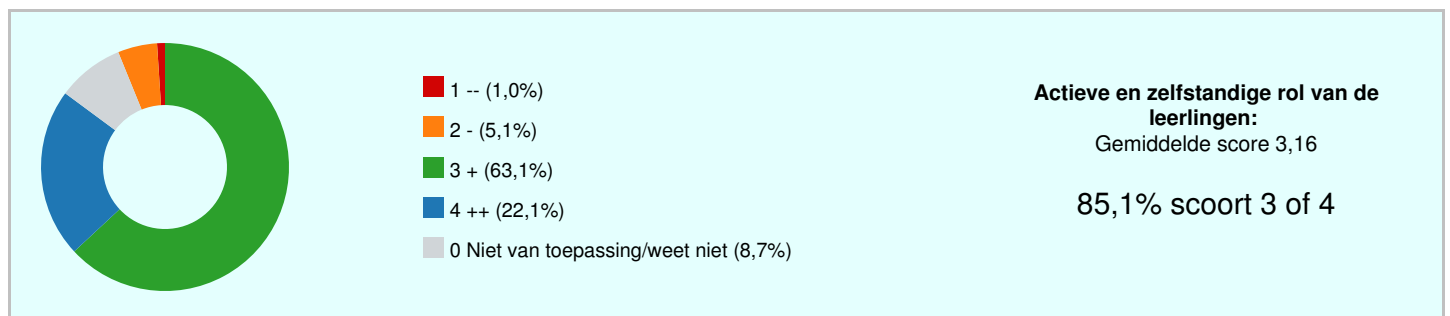 1 -- (1,0%)
2 - (5,1%)
3 + (63,1%)
4 ++ (22,1%)
0 Niet van toepassing/weet niet (8,7%)
Actieve en zelfstandige rol van de
leerlingen:
Gemiddelde score 3,16
85,1% scoort 3 of 4